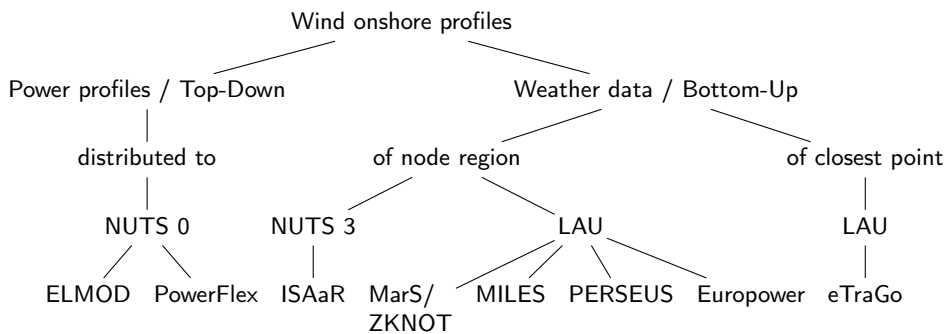 Wind onshore profiles
Power profiles / Top-Down
Weather data / Bottom-Up
distributed to
of node region
of closest point
NUTS 0
NUTS 3
LAU
LAU
ELMOD
PowerFlex
ISAaR
MarS/
ZKNOT
MILES
PERSEUS
Europower
eTraGo